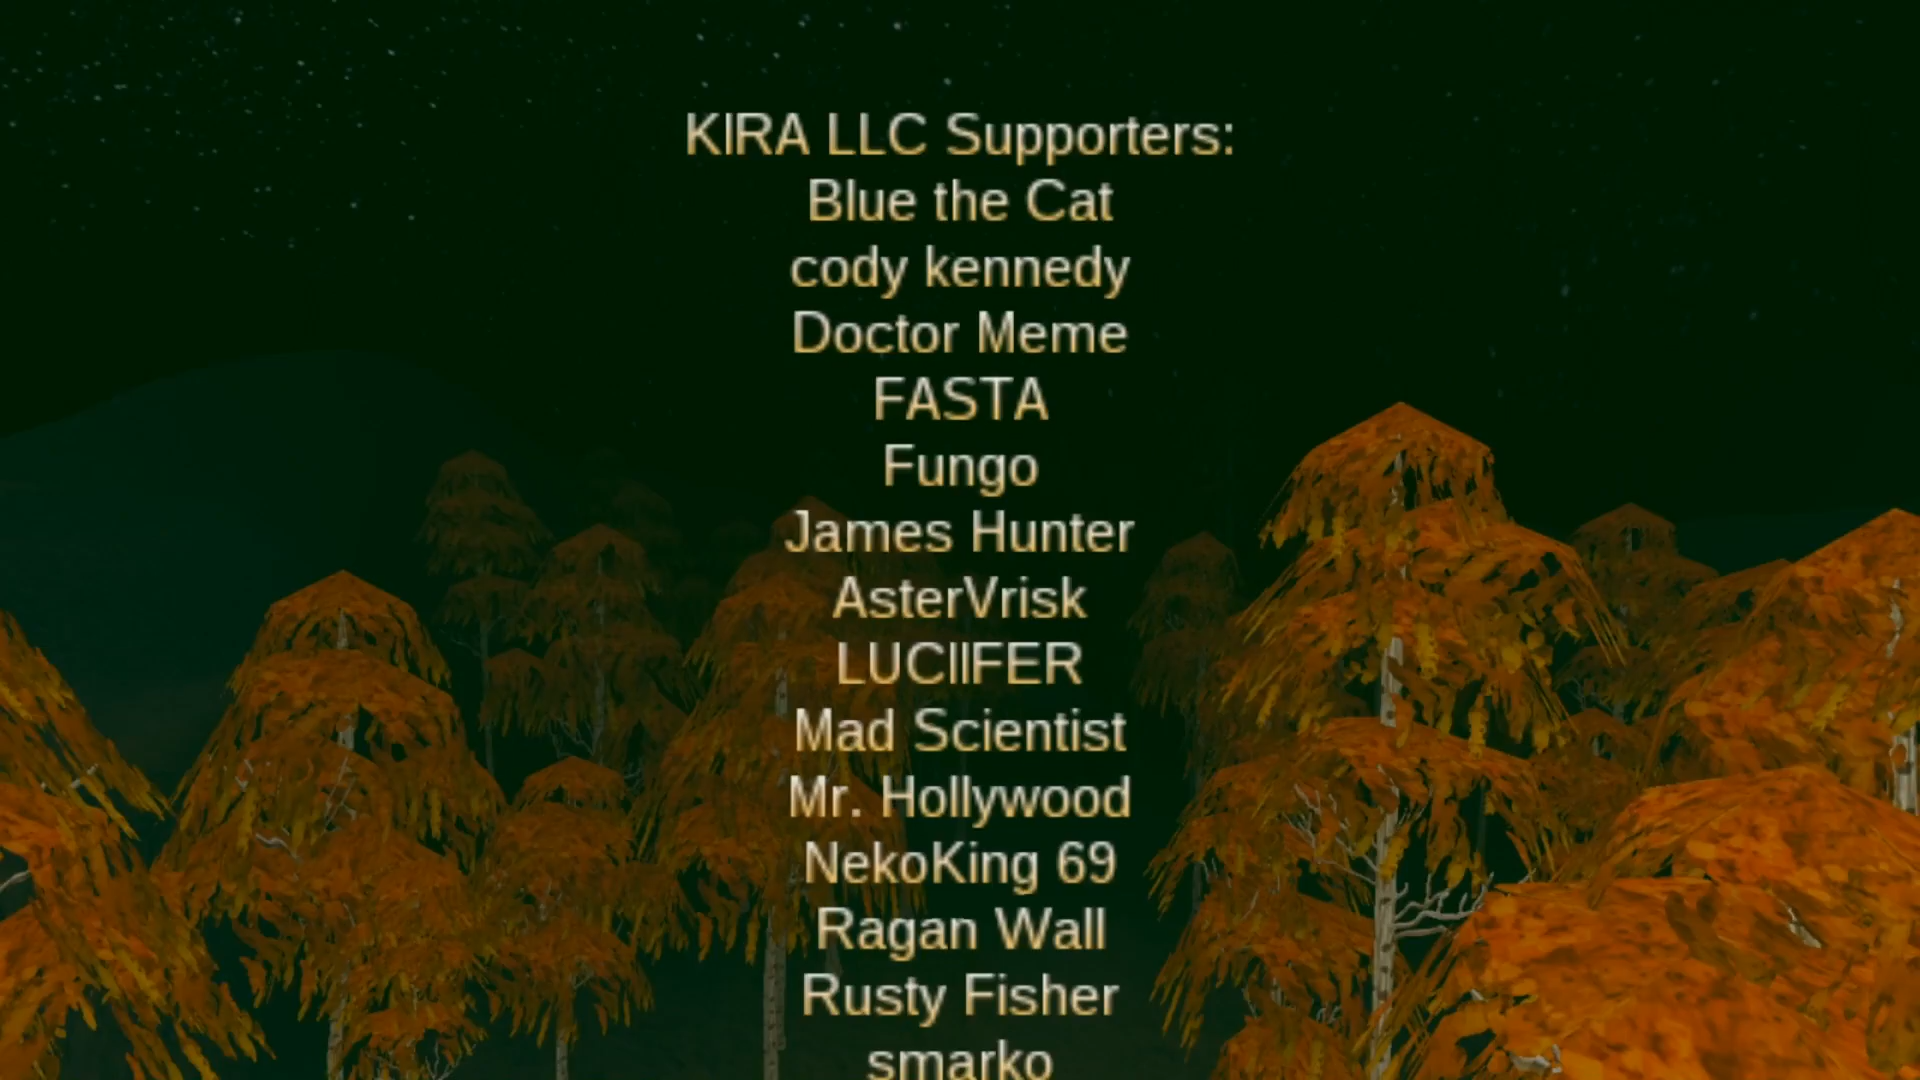 KIRA LLC Supporters:
Blue the Cat
cody kennedy
Doctor Meme
FASTA
Fungo
James Hunter
AsterVrisk
LUCIIFER
Mad Scientist
Mr. Hollywood
NekoKing 69
Ragan Wall
Rusty Fisher
smarko